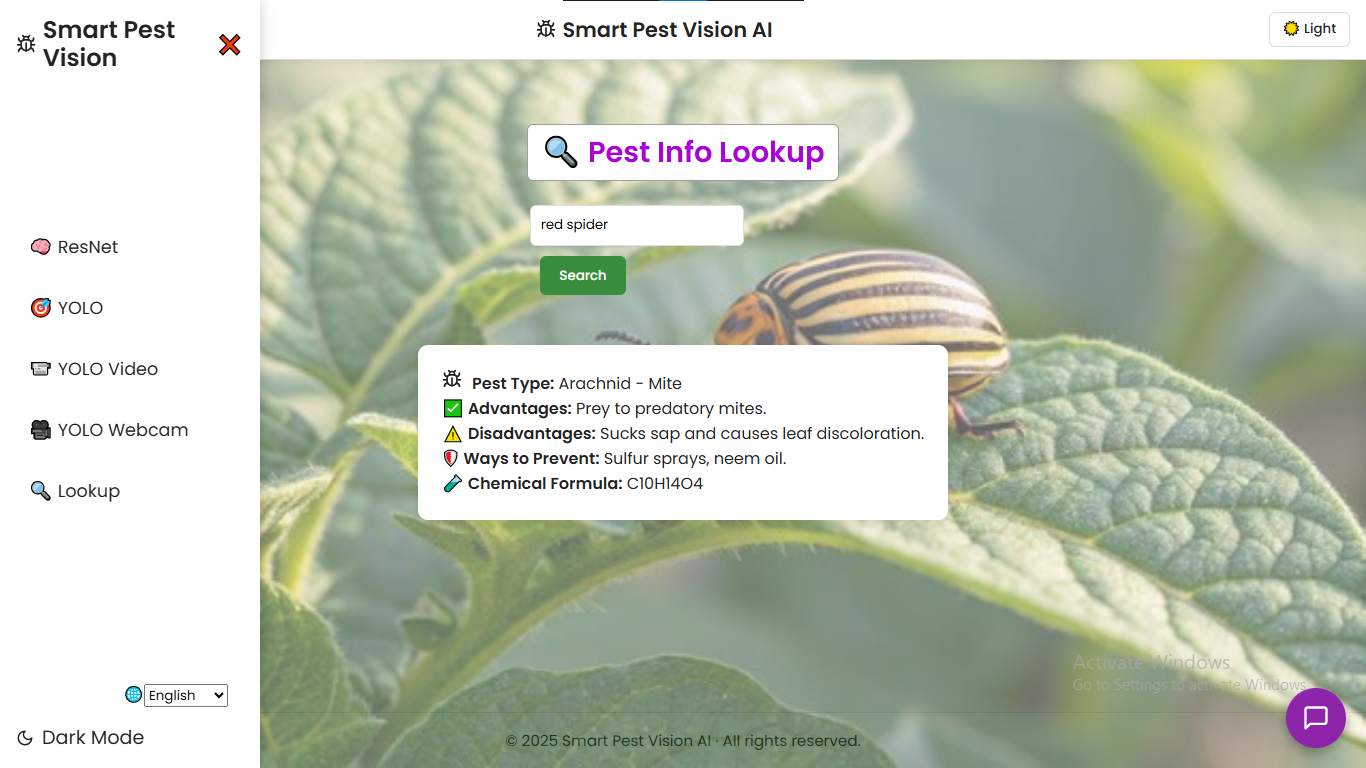 Smart Pest
Vision
ResNet
YOLO
YOLO Video
YOLO Webcam
Lookup
English
Dark Mode
Smart Pest Vision AI
Light
Pest Info Lookup
red spider
Search
Pest Type: Arachnid - Mite
Advantages: Prey to predatory mites.
Disadvantages: Sucks sap and causes leaf discoloration.
Ways to Prevent: Sulfur sprays, neem oil.
Chemical Formula: C10H14O4
Activate Windows
Go to Settings to activate Windows.
© 2025 Smart Pest Vision AI · All rights reserved.